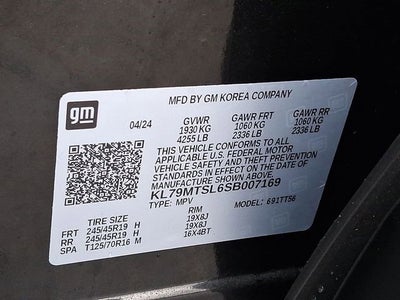 gm
MFD BY GM KOREA COMPANY
04/24 GVWR GAWR FRT GAWR RR
1930 KG 1060 KG 1060 KG
4255 LB 2336 LB 2336 LB
THIS VEHICLE CONFORMS TO ALL
APPLICABLE U.S. FEDERAL MOTOR
VEHICLE SAFETY AND THEFT PREVENTION
STANDARDS IN EFFECT ON THE DATE OF
MANUFACTURE SHOWN ABOVE.
KL79MTSL6SB007169
TYPE: MPV MODEL: 691TT56
TIRE SIZE RIM
FRT 245/45R19 H 19X8J
RR 245/45R19 H 19X8J
SPA T125/70R16 M 16X4BT